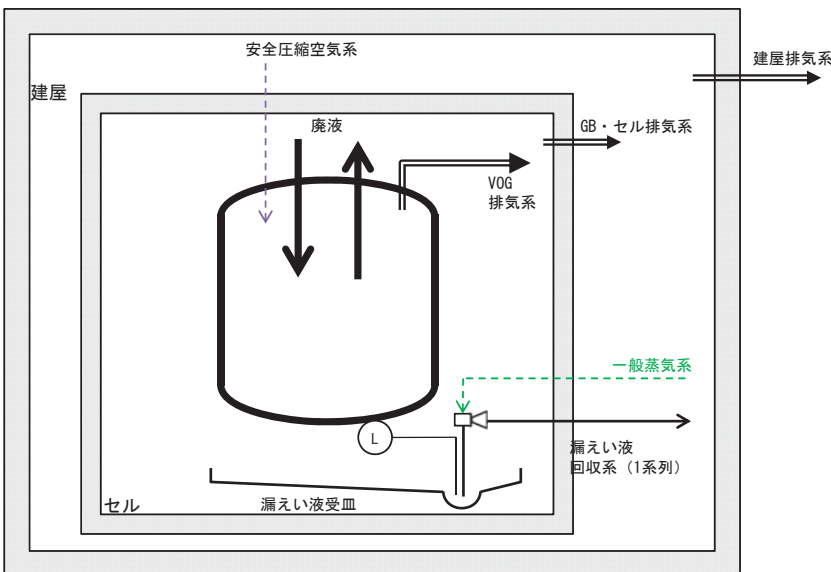 安全圧縮空気系
建屋排気系
建屋
廃液
GB・セル排気系
VOG
排気系
一般蒸気系
L
漏えい液
回収系（1系列）
セル
漏えい液受皿